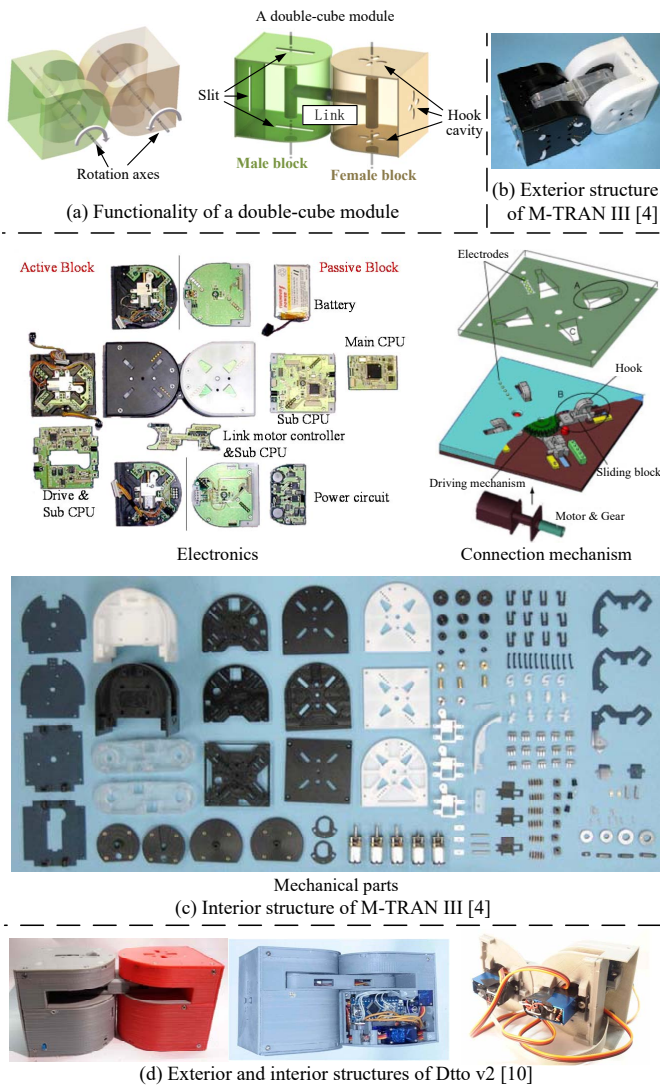 A double-cube module
Slit
Link
Hook
cavity
Male block
Female block
Rotation axes
(a) Functionality of a double-cube module
(b) Exterior structure
of M-TRAN III [4]
Active Block
Passive Block
Battery
Main CPU
Sub CPU
Link motor controller
&Sub CPU
Drive &
Sub CPU
Power circuit
Electronics
Electrodes
A
C
Hook
B
Sliding block
Driving mechanism
Motor & Gear
Connection mechanism
Mechanical parts
(c) Interior structure of M-TRAN III [4]
(d) Exterior and interior structures of Dtto v2 [10]